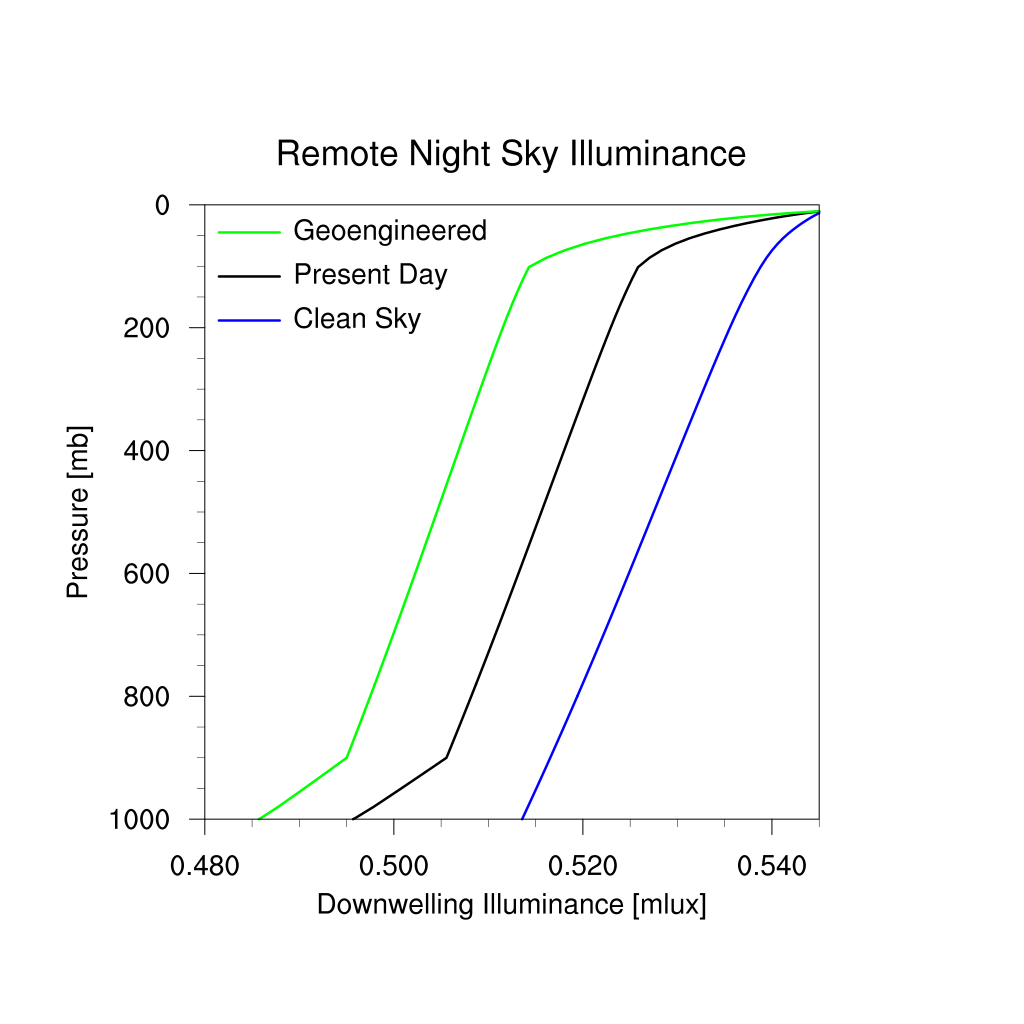 Remote Night Sky Illuminance
Geoengineered
Present Day
Clean Sky
0
200
400
600
800
1000
Pressure [mb]
0.480 0.500 0.520 0.540
Downwelling Illuminance [mlux]